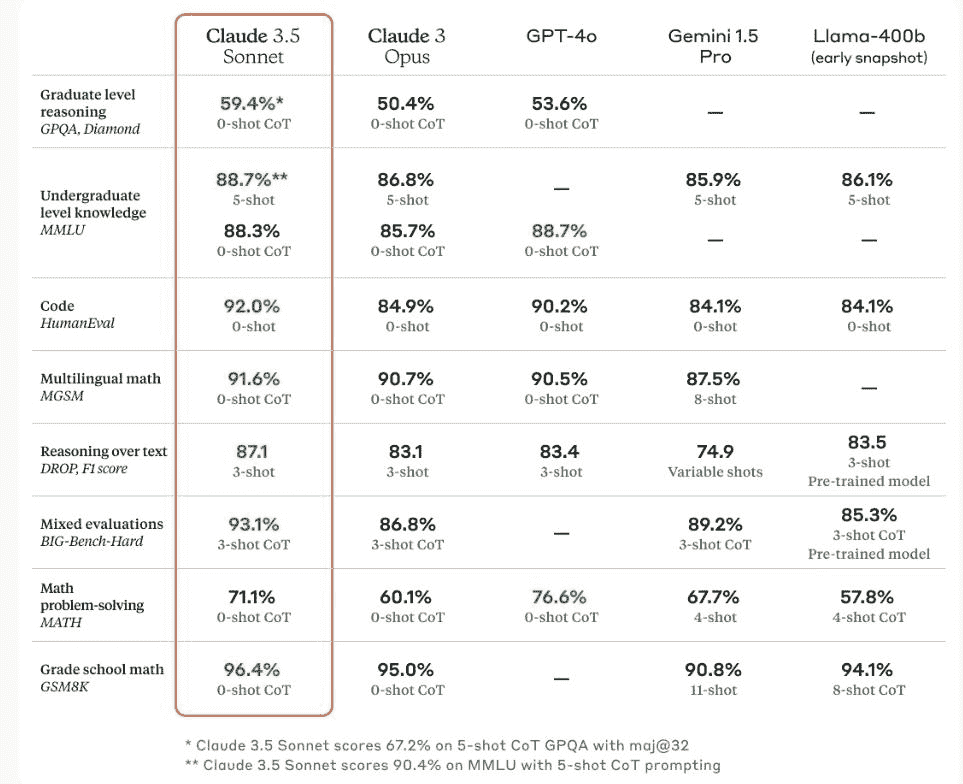 Claude 3.5
Sonnet
Claude 3
Opus
GPT-4o
Gemini 1.5
Pro
Llama-400b
(early snapshot)
Graduate level
reasoning
GPQA, Diamond
59.4%*
0-shot CoT
50.4%
0-shot CoT
53.6%
0-shot CoT
—
—
Undergraduate
level knowledge
MMLU
88.7%**
5-shot
86.8%
5-shot
—
85.9%
5-shot
86.1%
5-shot
88.3%
0-shot CoT
85.7%
0-shot CoT
88.7%
0-shot CoT
—
—
Code
HumanEval
92.0%
0-shot
84.9%
0-shot
90.2%
0-shot
84.1%
0-shot
84.1%
0-shot
Multilingual math
MGSM
91.6%
0-shot CoT
90.7%
0-shot CoT
90.5%
0-shot CoT
87.5%
8-shot
—
Reasoning over text
DROP, F1 score
87.1
3-shot
83.1
3-shot
83.4
3-shot
74.9
Variable shots
83.5
3-shot
Pre-trained model
Mixed evaluations
BIG-Bench-Hard
93.1%
3-shot CoT
86.8%
3-shot CoT
—
89.2%
3-shot CoT
85.3%
3-shot CoT
Pre-trained model
Math
problem-solving
MATH
71.1%
0-shot CoT
60.1%
0-shot CoT
76.6%
0-shot CoT
67.7%
4-shot
57.8%
4-shot CoT
Grade school math
GSM8K
96.4%
0-shot CoT
95.0%
0-shot CoT
—
90.8%
11-shot
94.1%
8-shot CoT
* Claude 3.5 Sonnet scores 67.2% on 5-shot CoT GPQA with maj@32
** Claude 3.5 Sonnet scores 90.4% on MMLU with 5-shot CoT prompting